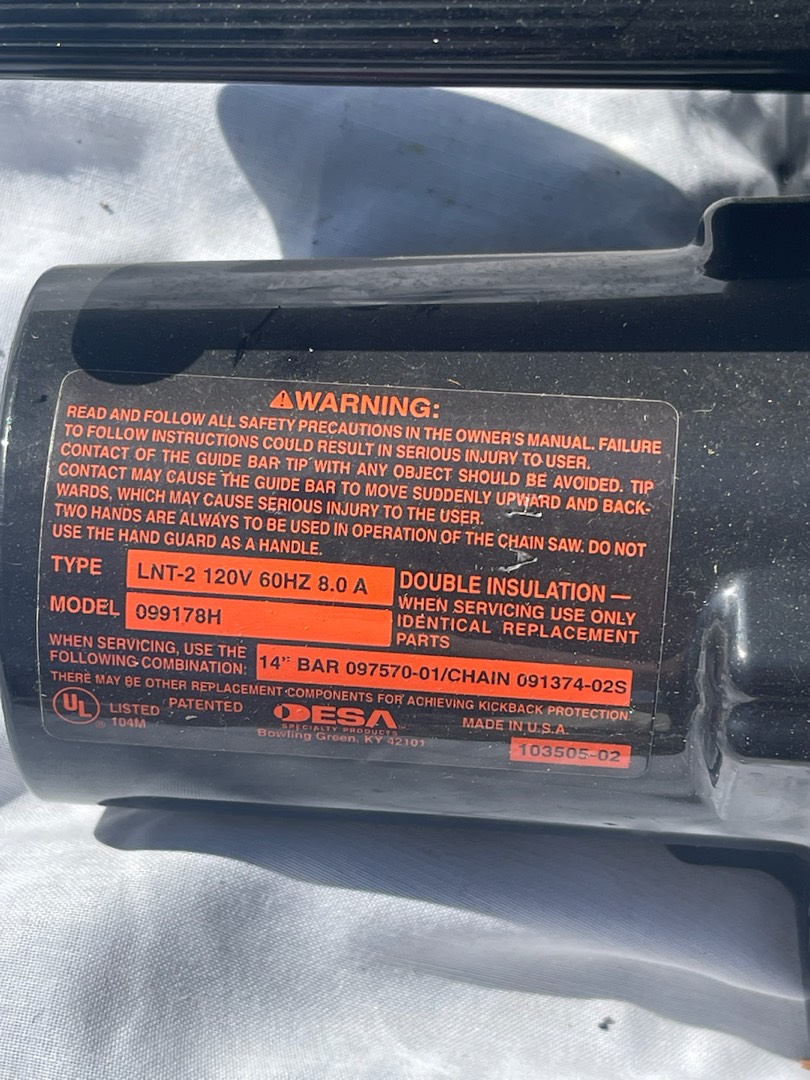 ⚠WARNING:
READ AND FOLLOW ALL SAFETY PRECAUTIONS IN THE OWNER'S MANUAL. FAILURE
TO FOLLOW INSTRUCTIONS COULD RESULT IN SERIOUS INJURY TO USER.
CONTACT OF THE GUIDE BAR TIP WITH ANY OBJECT SHOULD BE AVOIDED. TIP
CONTACT MAY CAUSE THE GUIDE BAR TO MOVE SUDDENLY UPWARD AND BACK-
WARDS, WHICH MAY CAUSE SERIOUS INJURY TO THE USER.
TWO HANDS ARE ALWAYS TO BE USED IN OPERATION OF THE CHAIN SAW. DO NOT
USE THE HAND GUARD AS A HANDLE.
TYPE LNT-2 120V 60HZ 8.0 A
MODEL 099178H
DOUBLE INSULATION —
WHEN SERVICING USE ONLY
IDENTICAL REPLACEMENT
PARTS
WHEN SERVICING, USE THE
FOLLOWING COMBINATION:
14" BAR 097570-01/CHAIN 091374-02S
THERE MAY BE OTHER REPLACEMENT COMPONENTS FOR ACHIEVING KICKBACK PROTECTION
UL ® LISTED
104M
PATENTED
DESA
SPECIALTY PRODUCTS
Bowling Green, KY 42101
MADE IN U.S.A.
103505-02